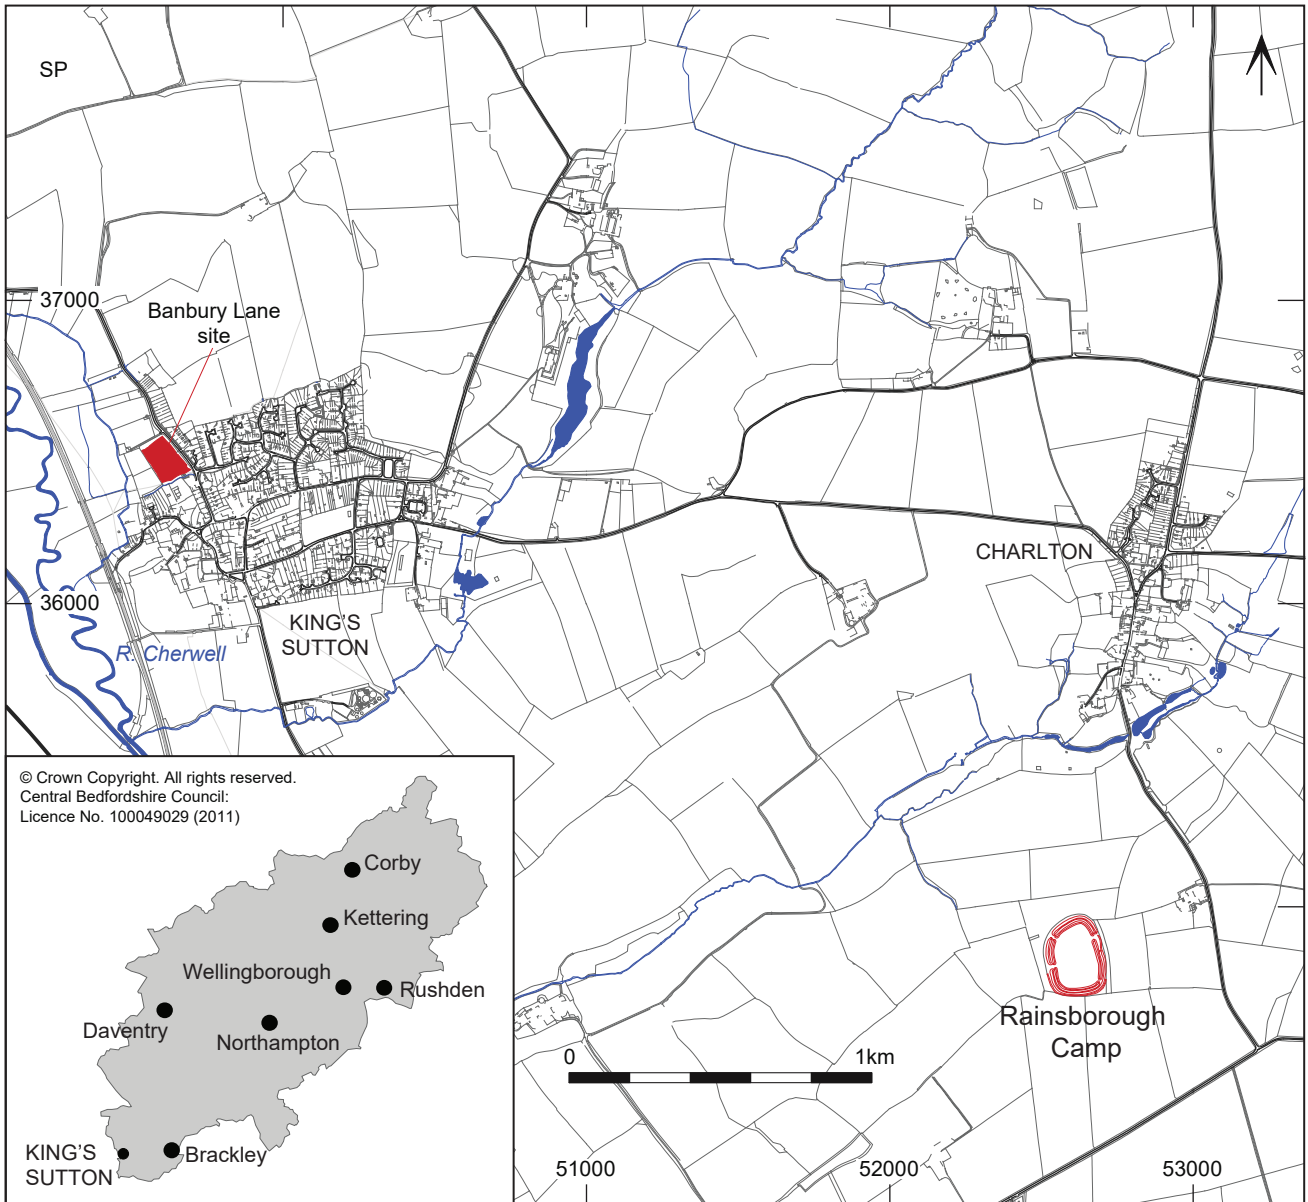 SP
37000
Banbury Lane
site
CHARLTON
36000
KING'S
SUTTON
R. Cherwell
© Crown Copyright. All rights reserved.
Central Bedfordshire Council:
Licence No. 100049029 (2011)
Corby
Kettering
Wellingborough
Rushden
Daventry
Northampton
KING'S
SUTTON
Brackley
Rainsborough
Camp
0 1km
51000 52000 53000